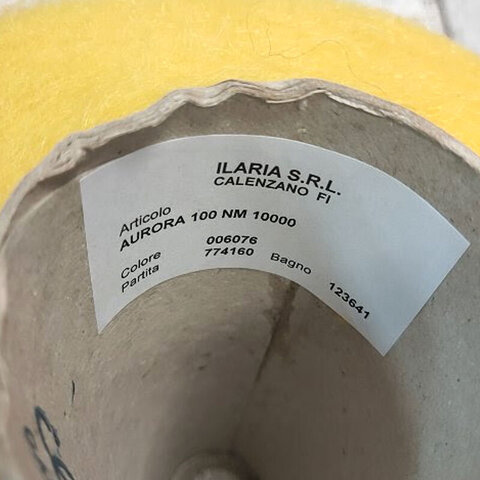 ILARIA S.R.L.
CALENZANO FI
Articolo
AURORA 100 NM 10000
Colore 006076
Partita 774160 Bagno 123641